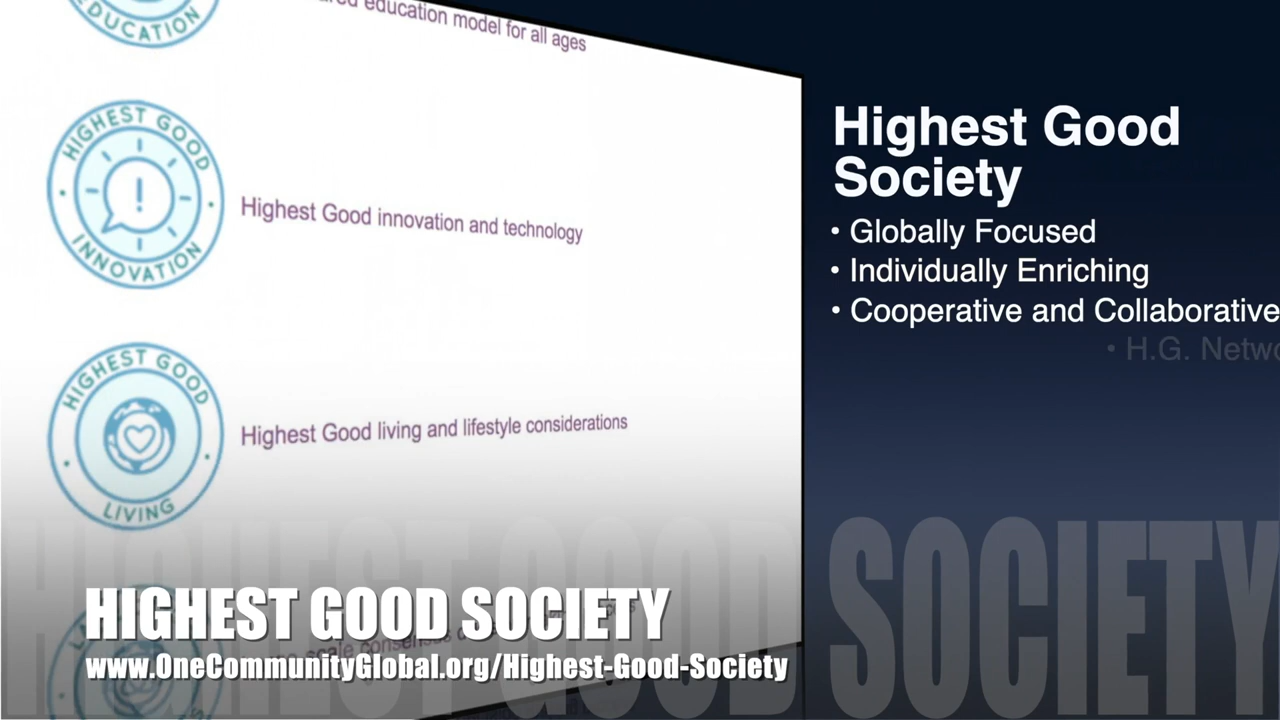 EDUCATION
education model for all ages
HIGHEST GOOD
INNOVATION
Highest Good innovation and technology
HIGHEST GOOD
LIVING
Highest Good living and lifestyle considerations
Highest Good
Society
• Globally Focused
• Individually Enriching
• Cooperative and Collaborative
• H.G.
HIGHEST GOOD SOCIETY
HIGHEST GOOD SOCIETY
www.OneCommunityGlobal.org/Highest-Good-Society